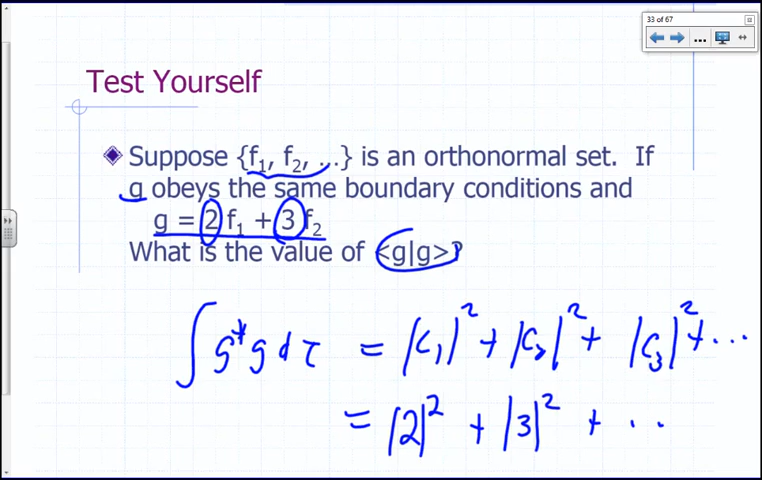 33 of 67
Test Yourself
Suppose {f₁, f₂, ...} is an orthonormal set. If
g obeys the same boundary conditions and
g = 2 f₁ + 3 f₂
What is the value of <g|g>?
∫ g*g dτ = |c₁|² + |c₂|² + |c₃|² + ...
= |2|² + |3|² + ...